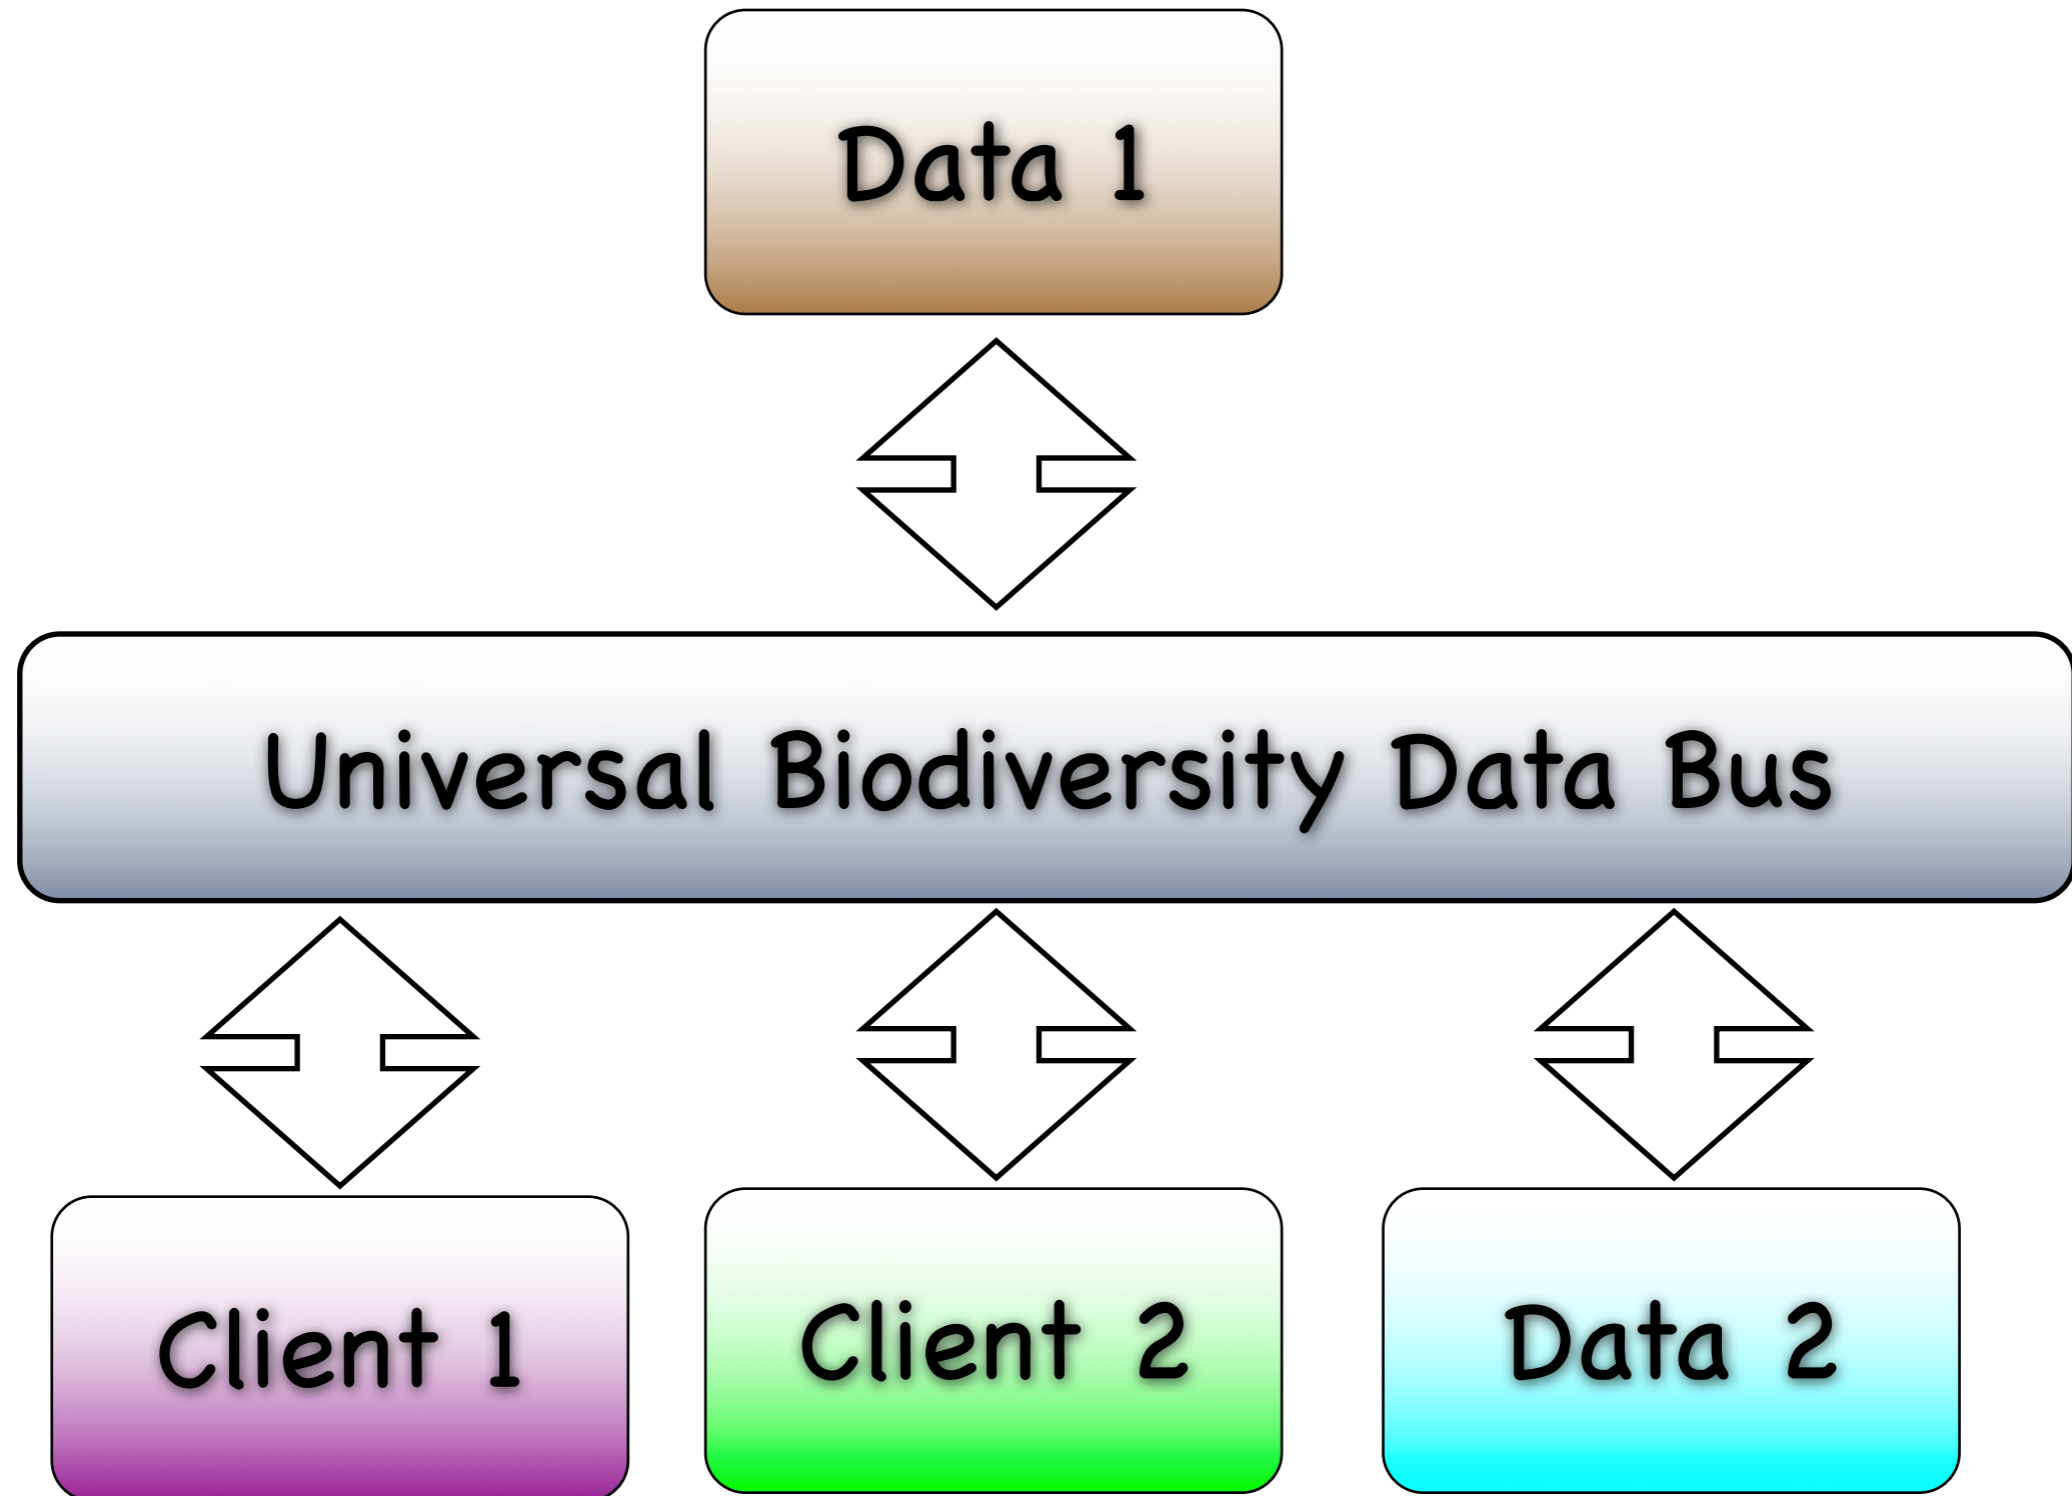 Data 1
Universal Biodiversity Data Bus
Client 1
Client 2
Data 2